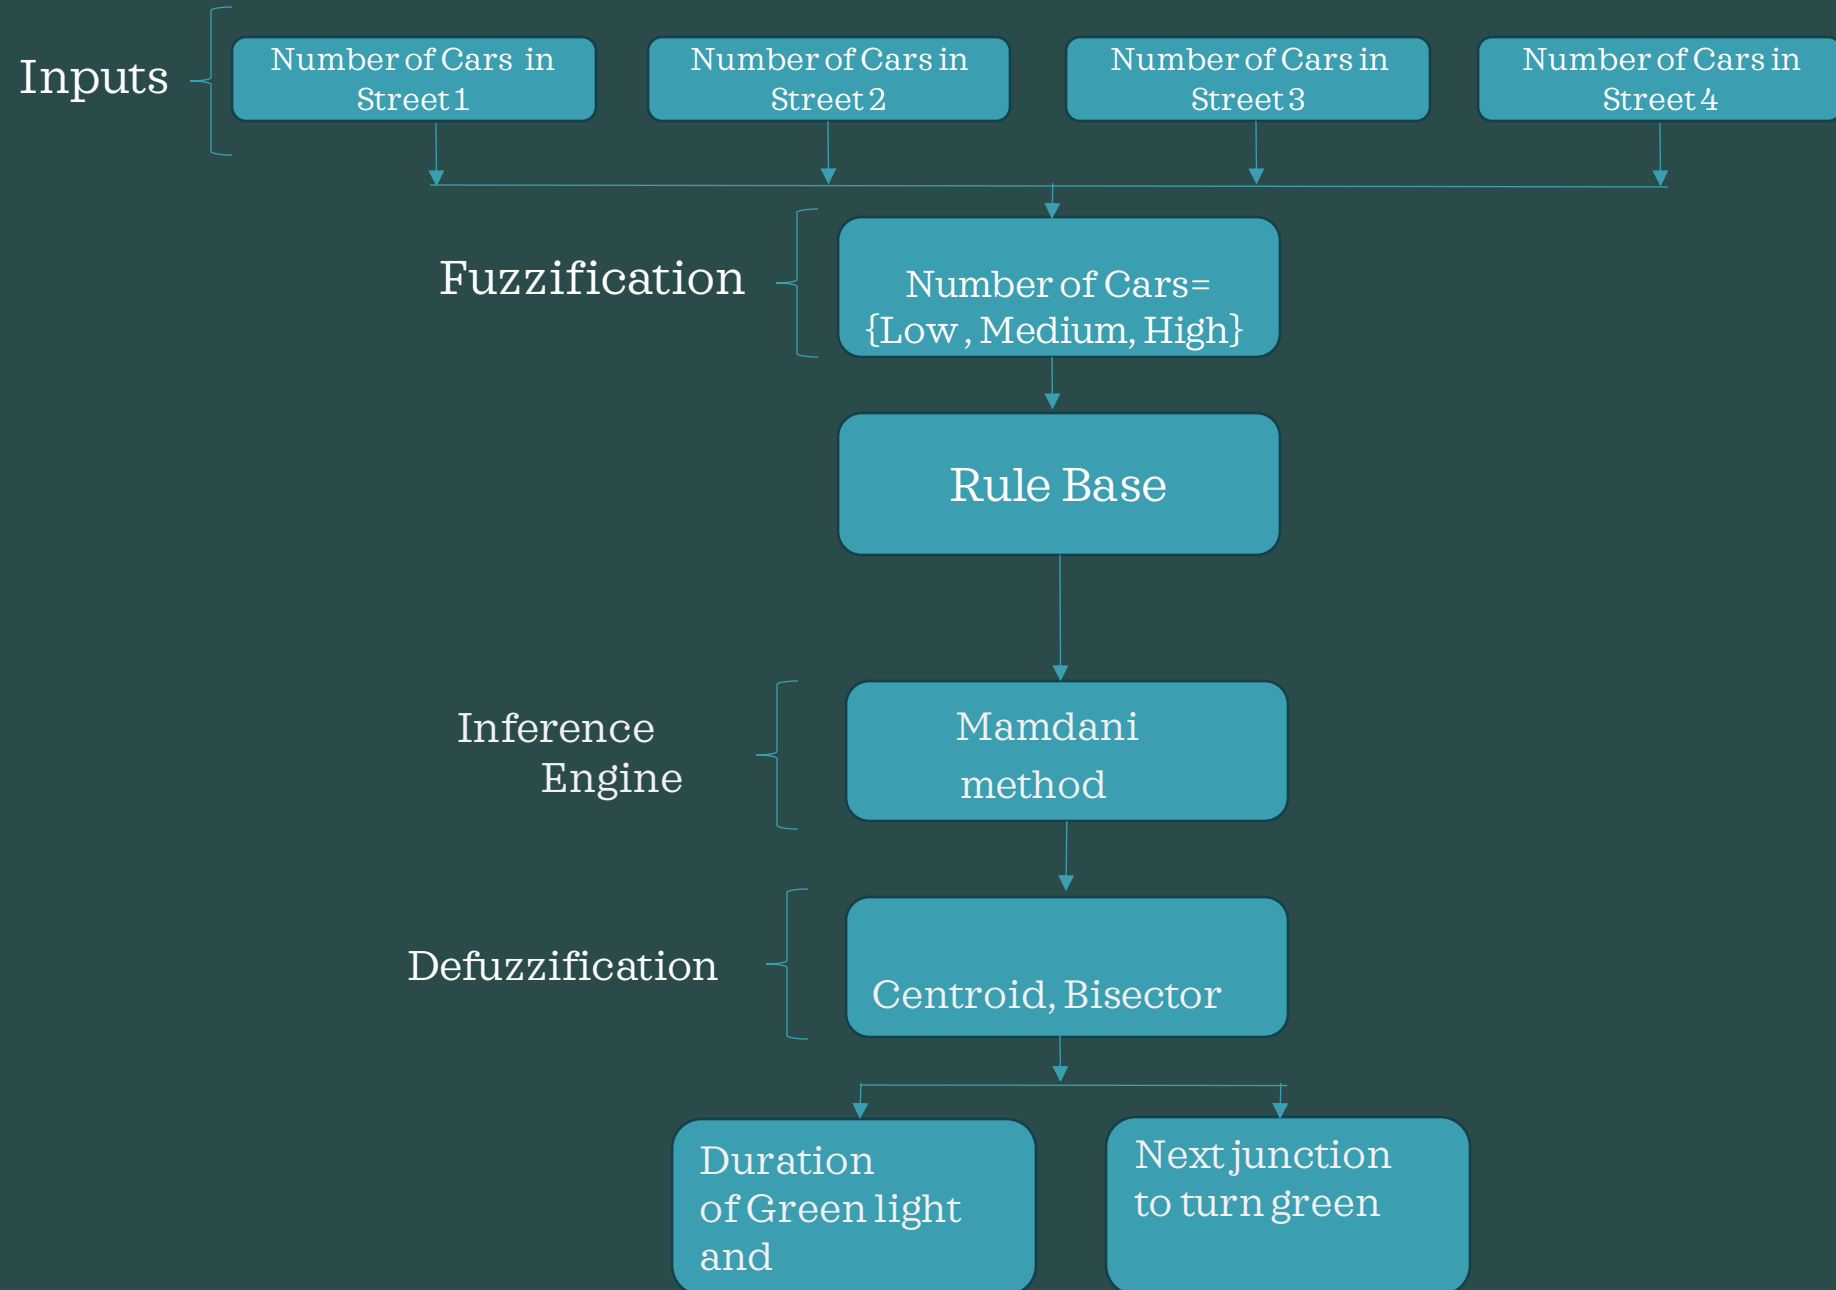 Inputs
Number of Cars in
Street 1
Number of Cars in
Street 2
Number of Cars in
Street 3
Number of Cars in
Street 4
Fuzzification
Number of Cars=
{Low , Medium, High}
Rule Base
Inference
Engine
Mamdani
method
Defuzzification
Centroid, Bisector
Duration
of Green light
and
Next junction
to turn green